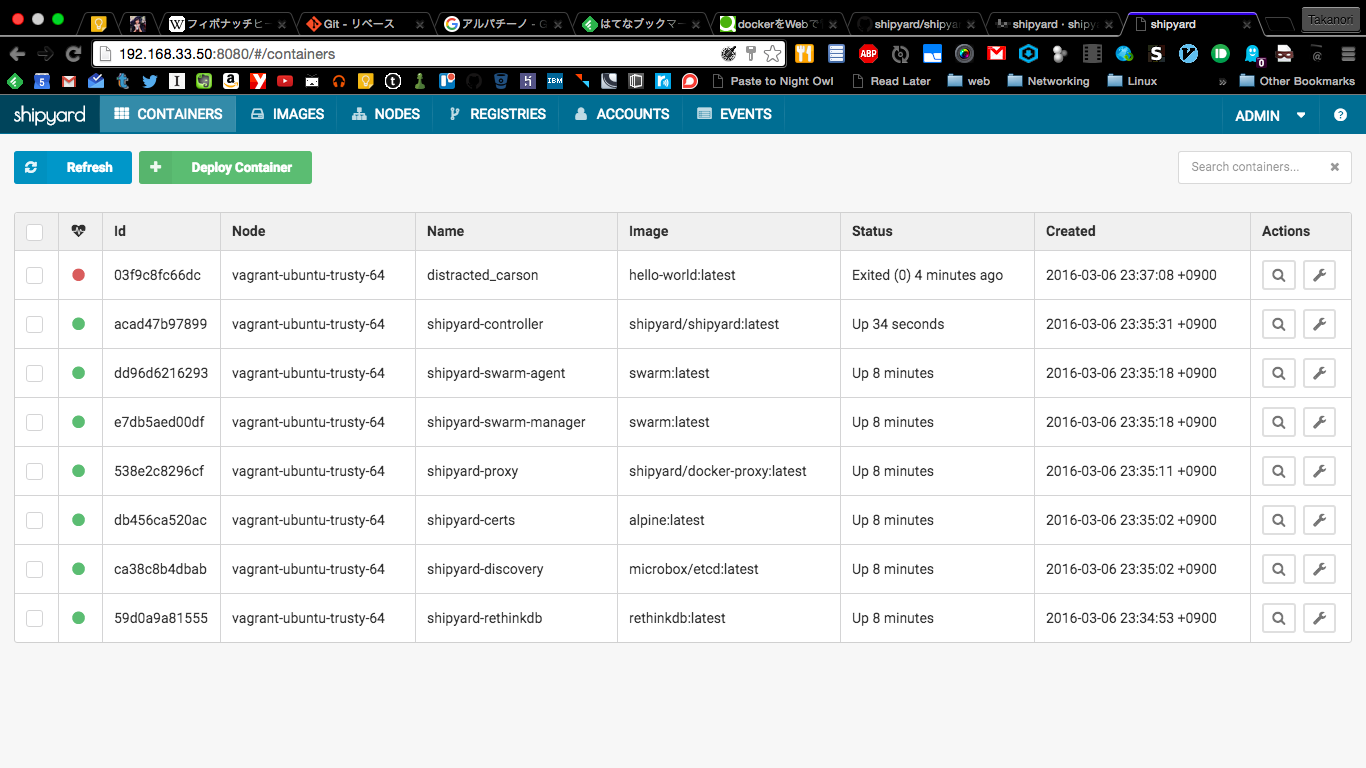 フィボナッチヒー
Git - リベース
アルパチーノ - G
はてなブックマー
dockerをWebで
shipyard/shipya
shipyard · shipy
shipyard
Takanori
192.168.33.50:8080/#/containers
Paste to Night Owl
Read Later
web
Networking
Linux
»
Other Bookmarks
shipyard
CONTAINERS
IMAGES
NODES
REGISTRIES
ACCOUNTS
EVENTS
ADMIN
Refresh
Deploy Container
Search containers...
Id Node Name Image Status Created Actions
03f9c8fc66dc vagrant-ubuntu-trusty-64 distracted_carson hello-world:latest Exited (0) 4 minutes ago 2016-03-06 23:37:08 +0900
acad47b97899 vagrant-ubuntu-trusty-64 shipyard-controller shipyard/shipyard:latest Up 34 seconds 2016-03-06 23:35:31 +0900
dd96d6216293 vagrant-ubuntu-trusty-64 shipyard-swarm-agent swarm:latest Up 8 minutes 2016-03-06 23:35:18 +0900
e7db5aed00df vagrant-ubuntu-trusty-64 shipyard-swarm-manager swarm:latest Up 8 minutes 2016-03-06 23:35:18 +0900
538e2c8296cf vagrant-ubuntu-trusty-64 shipyard-proxy shipyard/docker-proxy:latest Up 8 minutes 2016-03-06 23:35:11 +0900
db456ca520ac vagrant-ubuntu-trusty-64 shipyard-certs alpine:latest Up 8 minutes 2016-03-06 23:35:02 +0900
ca38c8b4dbab vagrant-ubuntu-trusty-64 shipyard-discovery microbox/etcd:latest Up 8 minutes 2016-03-06 23:35:02 +0900
59d0a9a81555 vagrant-ubuntu-trusty-64 shipyard-rethinkdb rethinkdb:latest Up 8 minutes 2016-03-06 23:34:53 +0900